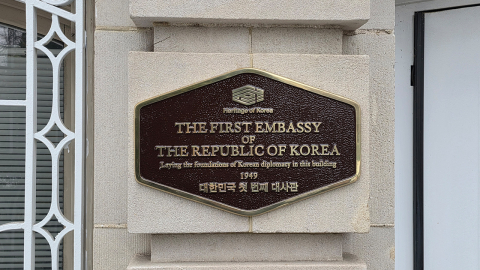 Heritage of Korea
THE FIRST EMBASSY
OF
THE REPUBLIC OF KOREA
Laying the foundations of Korean diplomacy in this building
1949
대한민국 첫 번째 대사관